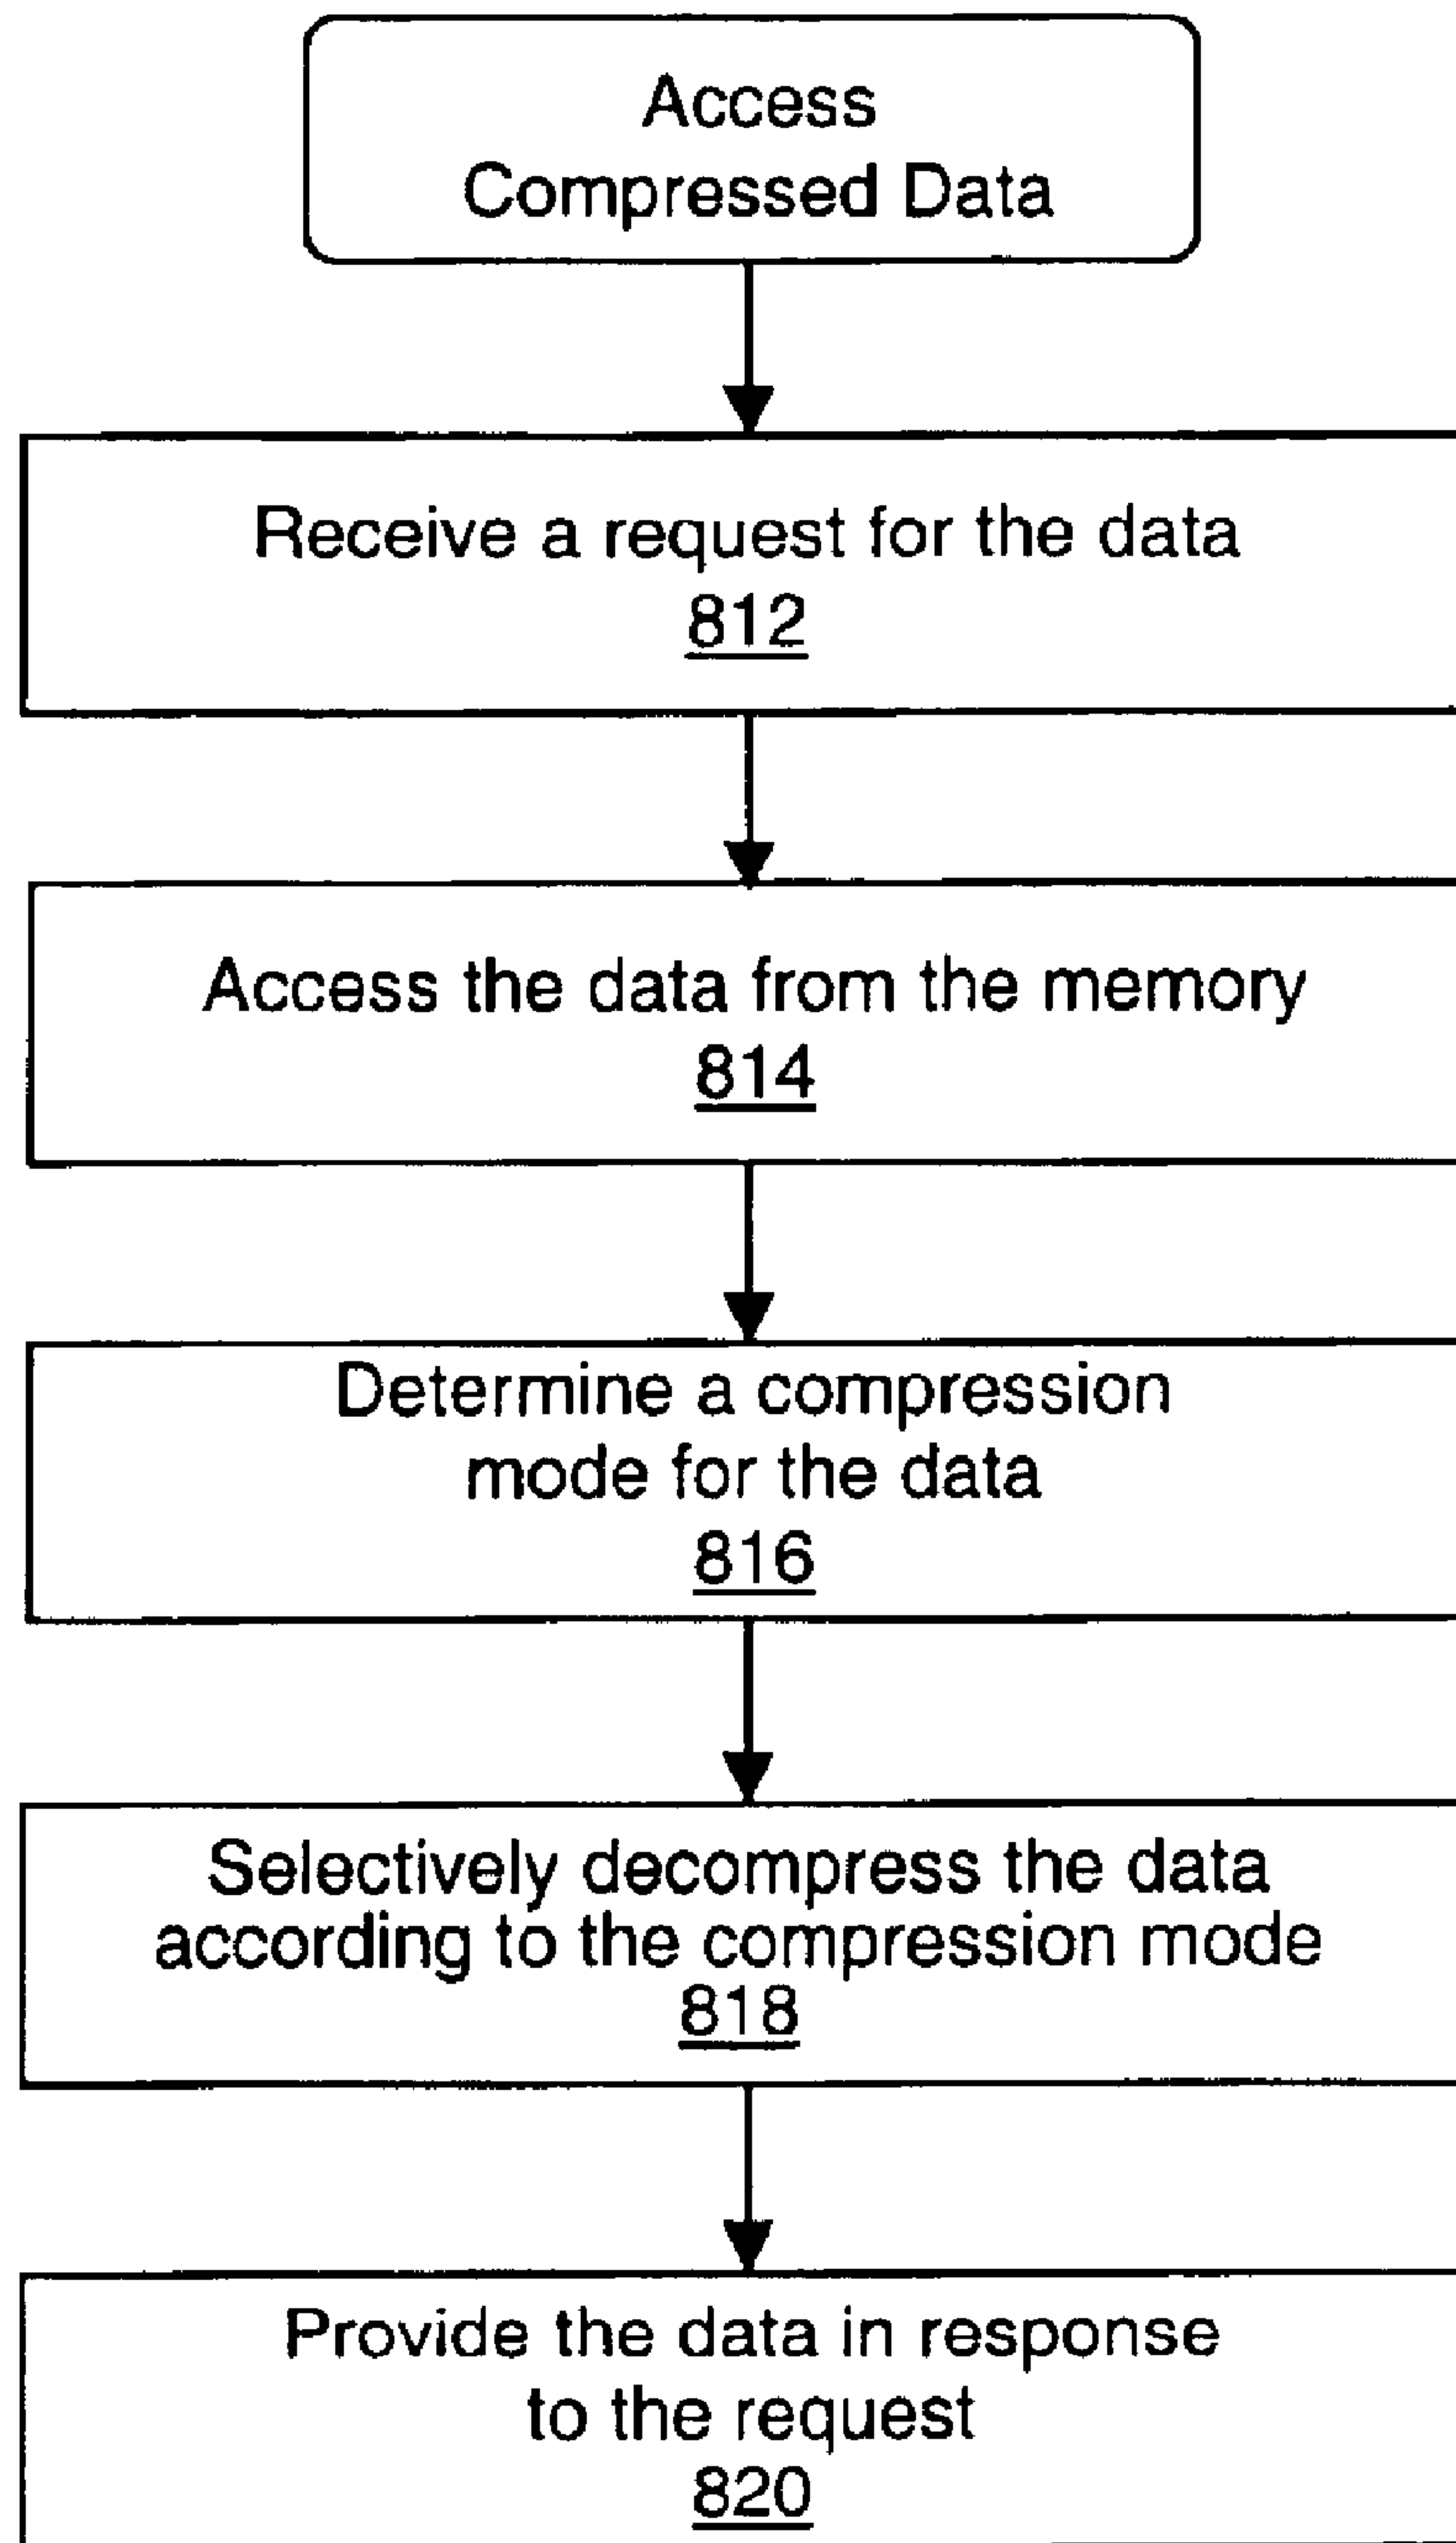 Access
Compressed Data
Receive a request for the data
812
Access the data from the memory
814
Determine a compression
mode for the data
816
Selectively decompress the data
according to the compression mode
818
Provide the data in response
to the request
820